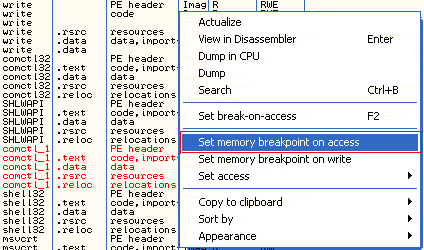 write PE header Imag R RWE
write code
write .rsrc resources
write .data data,import
write .data
comctl32 PE header
comctl32 .text code,import
comctl32 .data data
comctl32 .rsrc resources
comctl32 .reloc relocations
SHLWAPI PE header
SHLWAPI .text code,import
SHLWAPI .data data
SHLWAPI .rsrc resources
SHLWAPI .reloc relocations
comctl_1 PE header
comctl_1 .text code,import
comctl_1 .data data
comctl_1 .rsrc resources
comctl_1 .reloc relocations
shell32 PE header
shell32 .text code,import
shell32 .data data
shell32 .rsrc resources
shell32 .reloc relocations
msvcrt PE header
Actualize
View in Disassembler Enter
Dump in CPU
Dump
Search Ctrl+B
Set break-on-access F2
Set memory breakpoint on access
Set memory breakpoint on write
Set access
Copy to clipboard
Sort by
Appearance